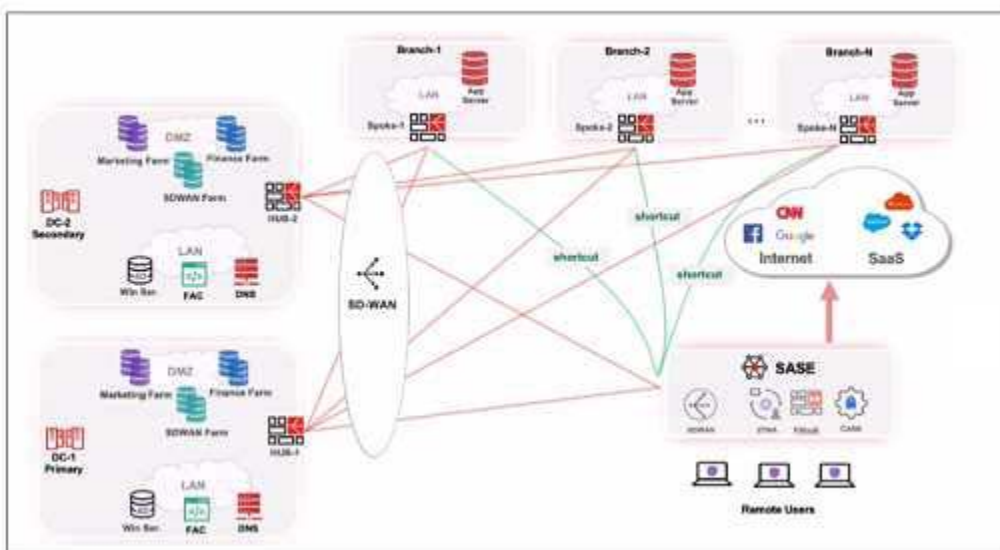 Branch-1
LAN
App
Server
Spoke-1
Branch-2
LAN
App
Server
Spoke-2
...
Branch-N
LAN
App
Server
Spoke-N
DMZ
Marketing Farm
Finance Farm
SDWAN Farm
DC-2
Secondary
HUB-2
LAN
Win Ser.
FAC
DNS
SD-WAN
shortcut
shortcut
shortcut
CNN
Google
Internet
SaaS
DMZ
Marketing Farm
Finance Farm
SDWAN Farm
DC-1
Primary
HUB-1
LAN
Win Ser.
FAC
DNS
SASE
SDWAN
ZTNA
FWaaS
CASB
Remote Users